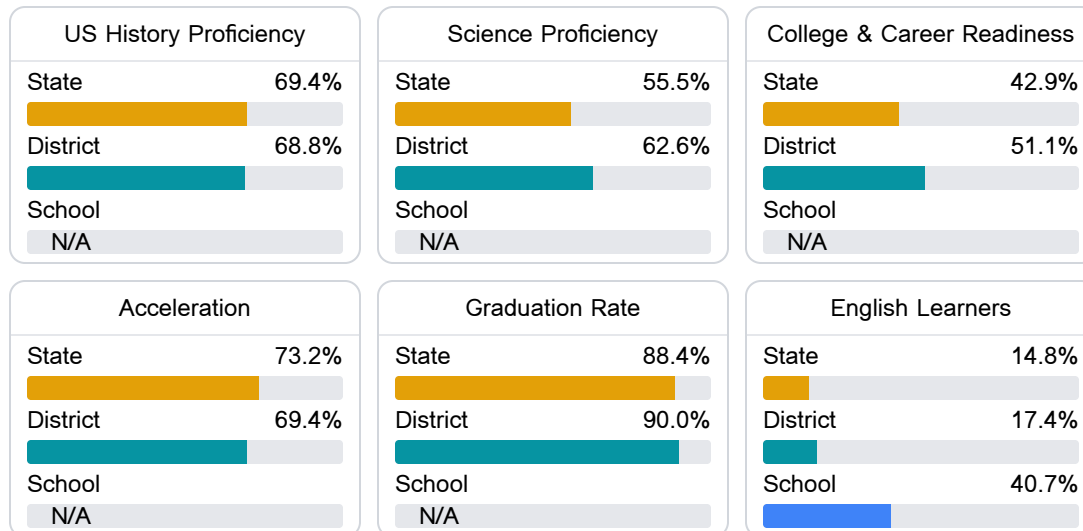 US History Proficiency
State 69.4%
District 68.8%
School
N/A
Science Proficiency
State 55.5%
District 62.6%
School
N/A
College & Career Readiness
State 42.9%
District 51.1%
School
N/A
Acceleration
State 73.2%
District 69.4%
School
N/A
Graduation Rate
State 88.4%
District 90.0%
School
N/A
English Learners
State 14.8%
District 17.4%
School 40.7%